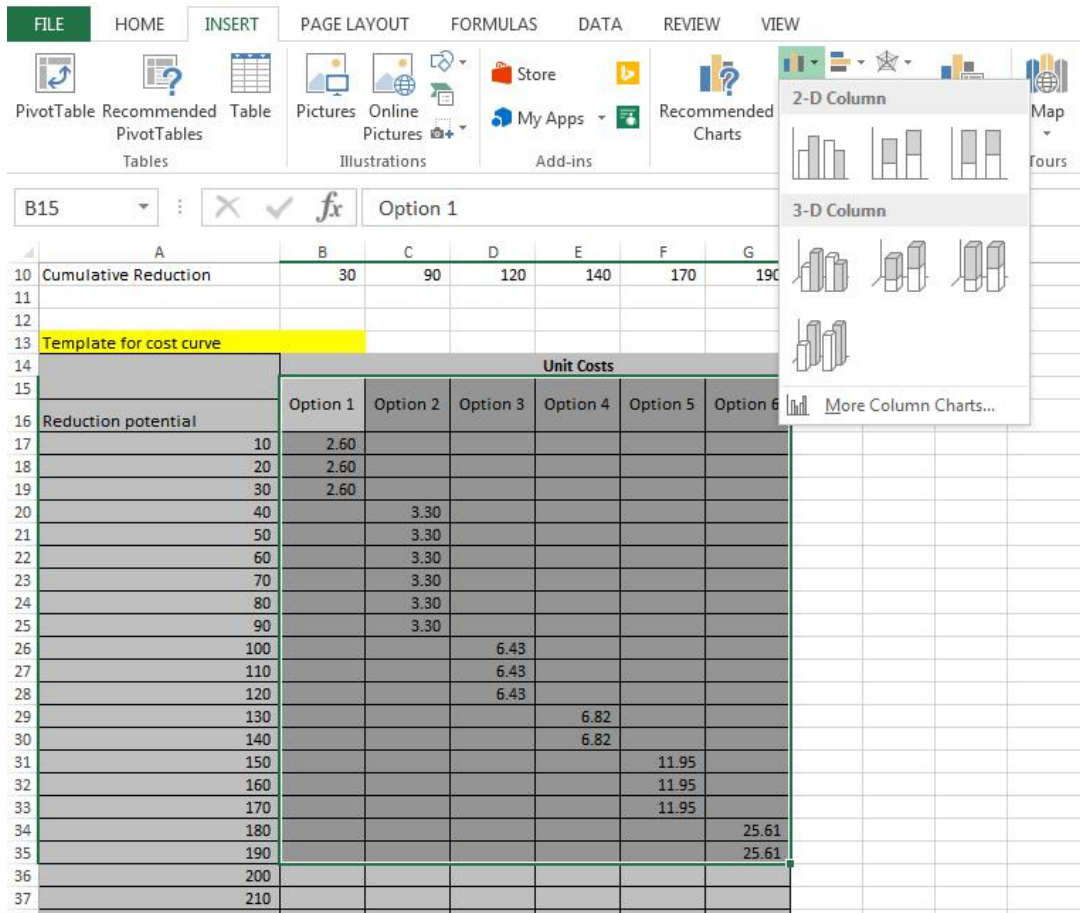 FILE HOME INSERT PAGE LAYOUT FORMULAS DATA REVIEW VIEW
PivotTable Recommended PivotTables Table Pictures Online Pictures Store My Apps Recommended Charts Map
Tables Illustrations Add-ins Tours
2-D Column
3-D Column
More Column Charts...
B15 fx Option 1
A B C D E F G
10 Cumulative Reduction 30 90 120 140 170 190
11
12
13 Template for cost curve
14 Unit Costs
15 Option 1 Option 2 Option 3 Option 4 Option 5 Option 6
16 Reduction potential
17 10 2.60
18 20 2.60
19 30 2.60
20 40 3.30
21 50 3.30
22 60 3.30
23 70 3.30
24 80 3.30
25 90 3.30
26 100 6.43
27 110 6.43
28 120 6.43
29 130 6.82
30 140 6.82
31 150 11.95
32 160 11.95
33 170 11.95
34 180 25.61
35 190 25.61
36 200
37 210